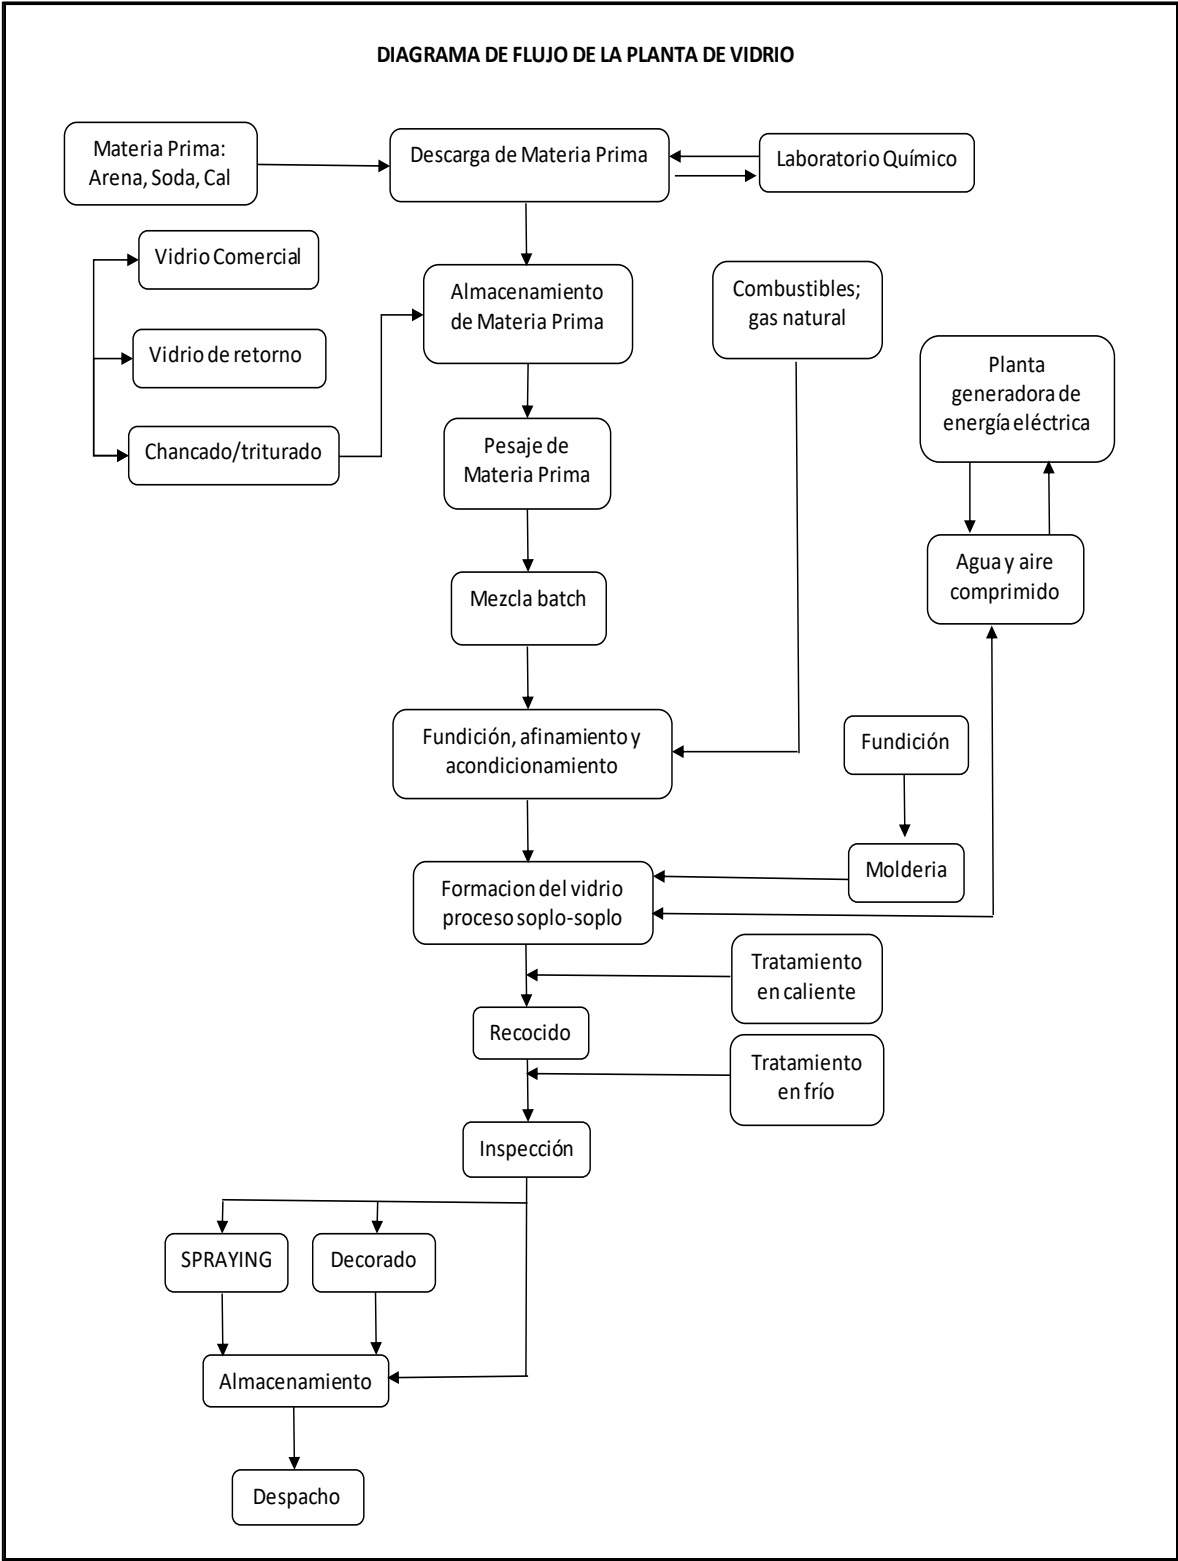 DIAGRAMA DE FLUJO DE LA PLANTA DE VIDRIO
Materia Prima:
Arena, Soda, Cal
Descarga de Materia Prima
Laboratorio Químico
Vidrio Comercial
Almacenamiento
de Materia Prima
Combustibles;
gas natural
Vidrio de retorno
Planta
generadora de
energía eléctrica
Chancado/triturado
Pesaje de
Materia Prima
Agua y aire
comprimido
Mezcla batch
Fundición, afinamiento y
acondicionamiento
Fundición
Molderia
Formacion del vidrio
proceso soplo-soplo
Tratamiento
en caliente
Recocido
Tratamiento
en frío
Inspección
SPRAYING
Decorado
Almacenamiento
Despacho